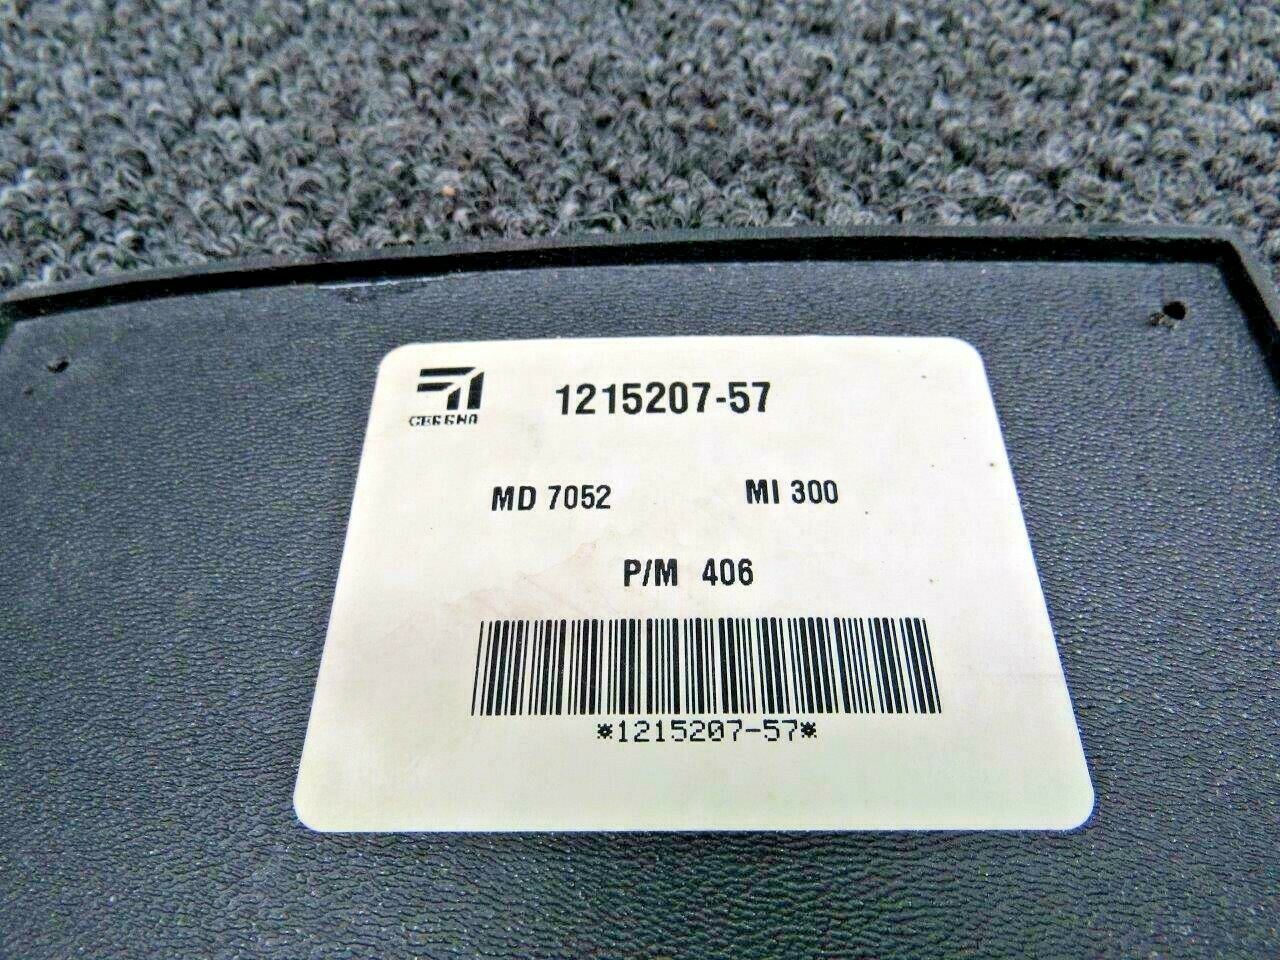 CESSNA
1215207-57
MD 7052 MI 300
P/M 406
*1215207-57*